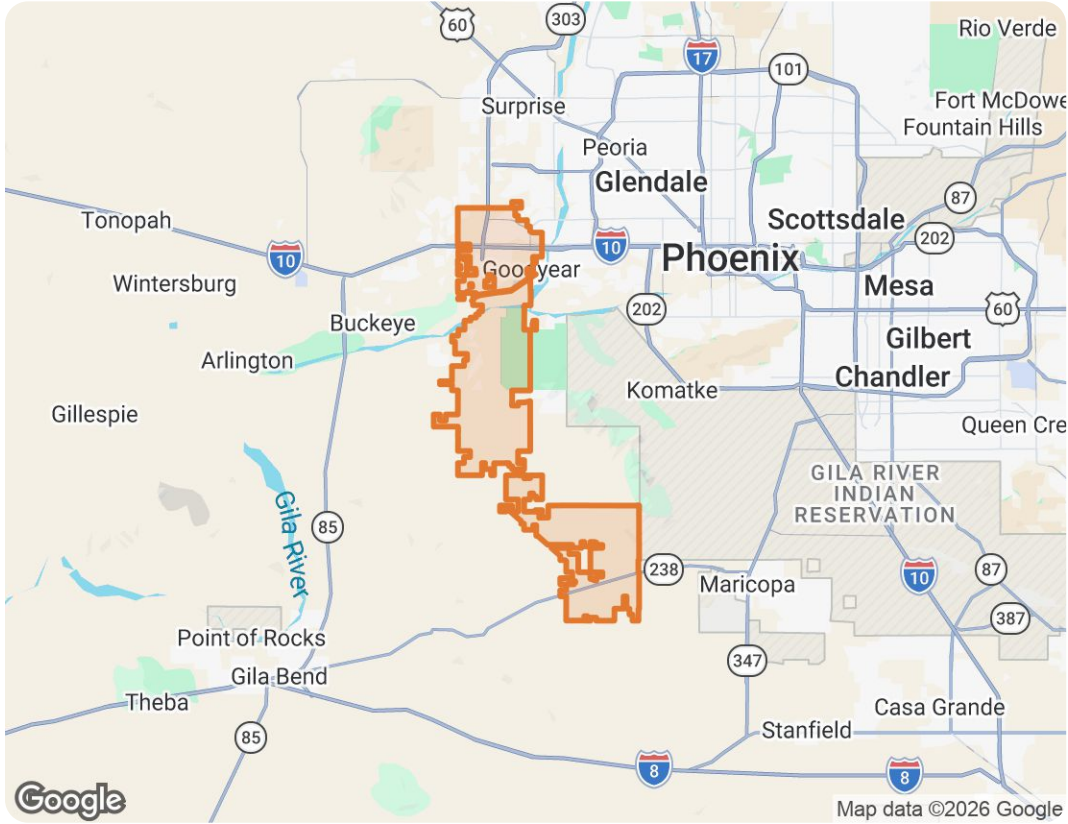 60
303
Rio Verde
17
101
Surprise
Fort McDowe
Fountain Hills
Peoria
Glendale
87
Tonopah
Scottsdale
202
10
10
Phoenix
Goodyear
Wintersburg
Mesa
202
60
Buckeye
Gilbert
Arlington
Chandler
Komatke
Gillespie
Queen Cre
GILA RIVER
INDIAN
RESERVATION
Gila River
85
238
Maricopa
10
87
387
Point of Rocks
347
Gila Bend
Theba
Casa Grande
85
Stanfield
8
8
Google
Map data ©2026 Google